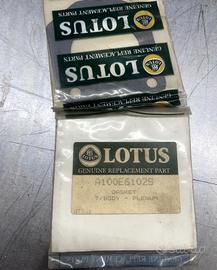 LOTUS
GENUINE REPLACEMENT PARTS
LOTUS
GENUINE REPLACEMENT PARTS
LOTUS
GENUINE REPLACEMENT PART
A100E6102S
GASKET
T/BODY - PLENUM